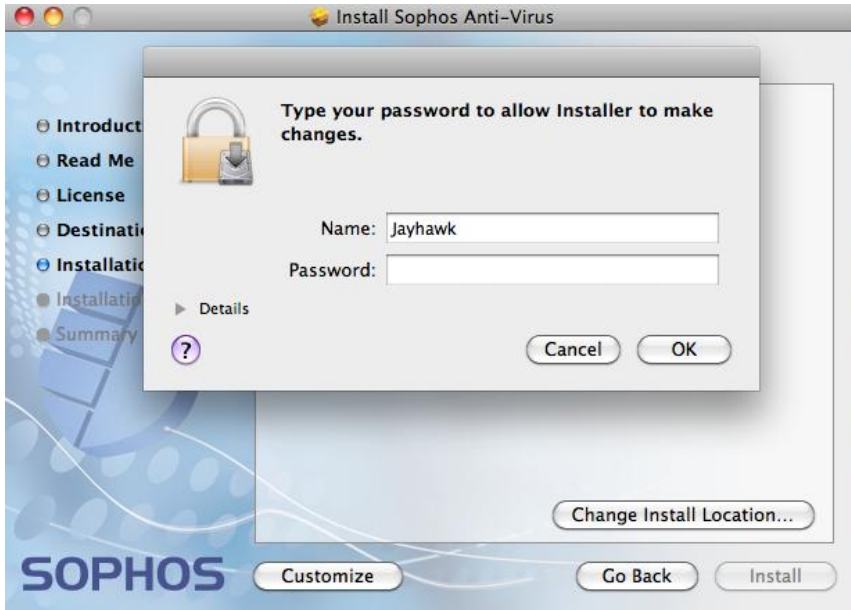 Install Sophos Anti-Virus
Type your password to allow Installer to make
changes.
Name: Jayhawk
Password:
Details
?
Cancel
OK
Introduct
Read Me
License
Destinati
Installatio
Installatio
Summary
Change Install Location...
SOPHOS
Customize
Go Back
Install